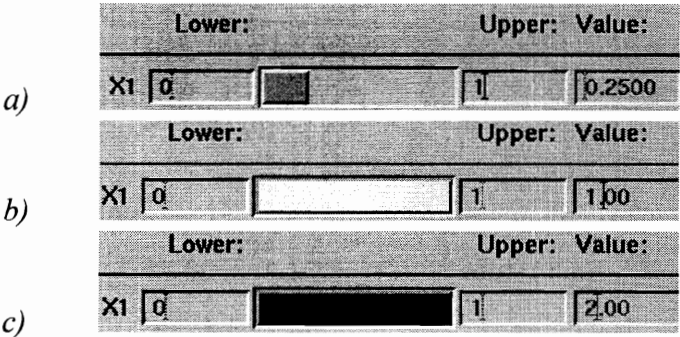 Lower: Upper: Value:
a) X1 0 1 0.2500
Lower: Upper: Value:
b) X1 0 1 1.00
Lower: Upper: Value:
c) X1 0 1 2.00